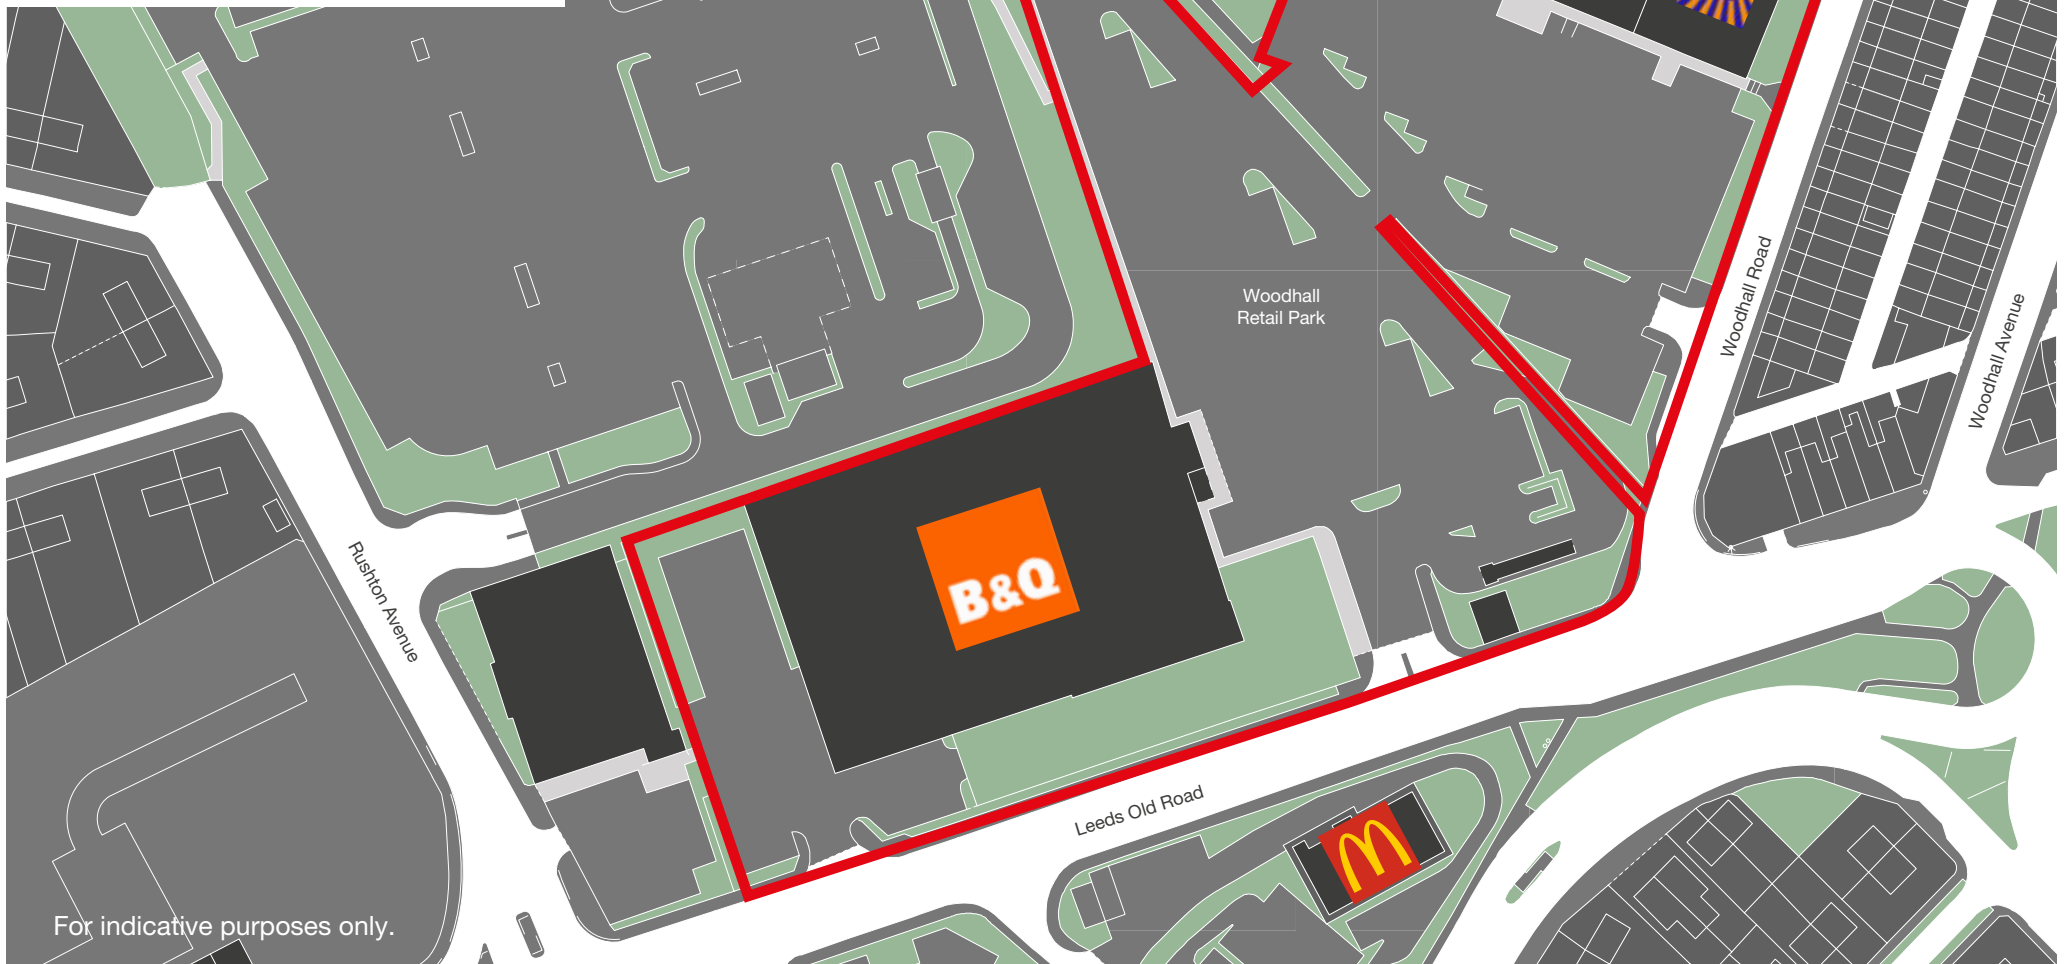 Woodhall
Retail Park
Woodhall Road
Woodhall Avenue
B&Q
Rushton Avenue
Leeds Old Road
For indicative purposes only.